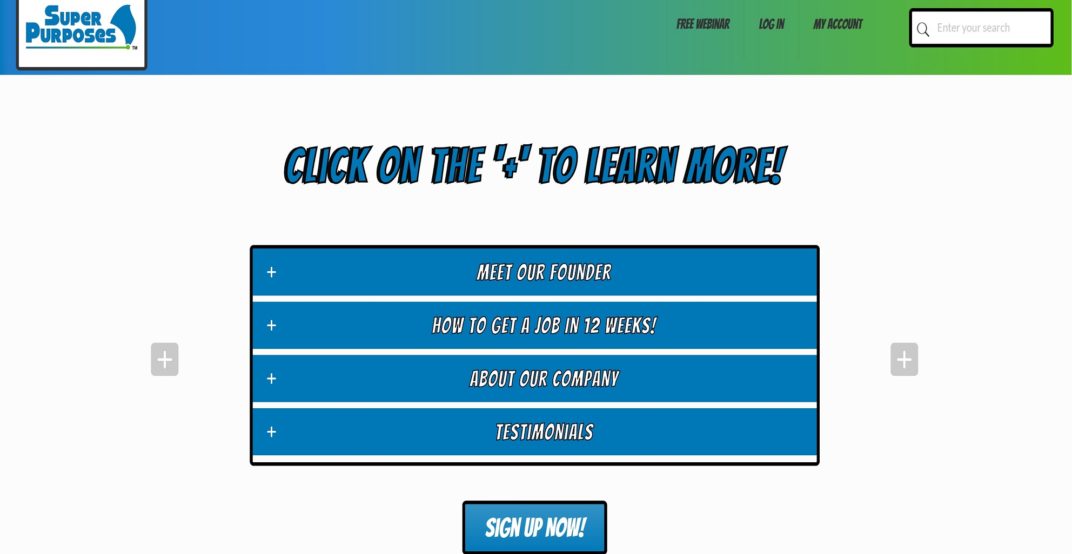 SUPER
PURPOSES™
FREE WEBINAR
LOG IN
MY ACCOUNT
Enter your search
CLICK ON THE '+' TO LEARN MORE!
+ MEET OUR FOUNDER
+ HOW TO GET A JOB IN 12 WEEKS!
+ ABOUT OUR COMPANY
+ TESTIMONIALS
SIGN UP NOW!